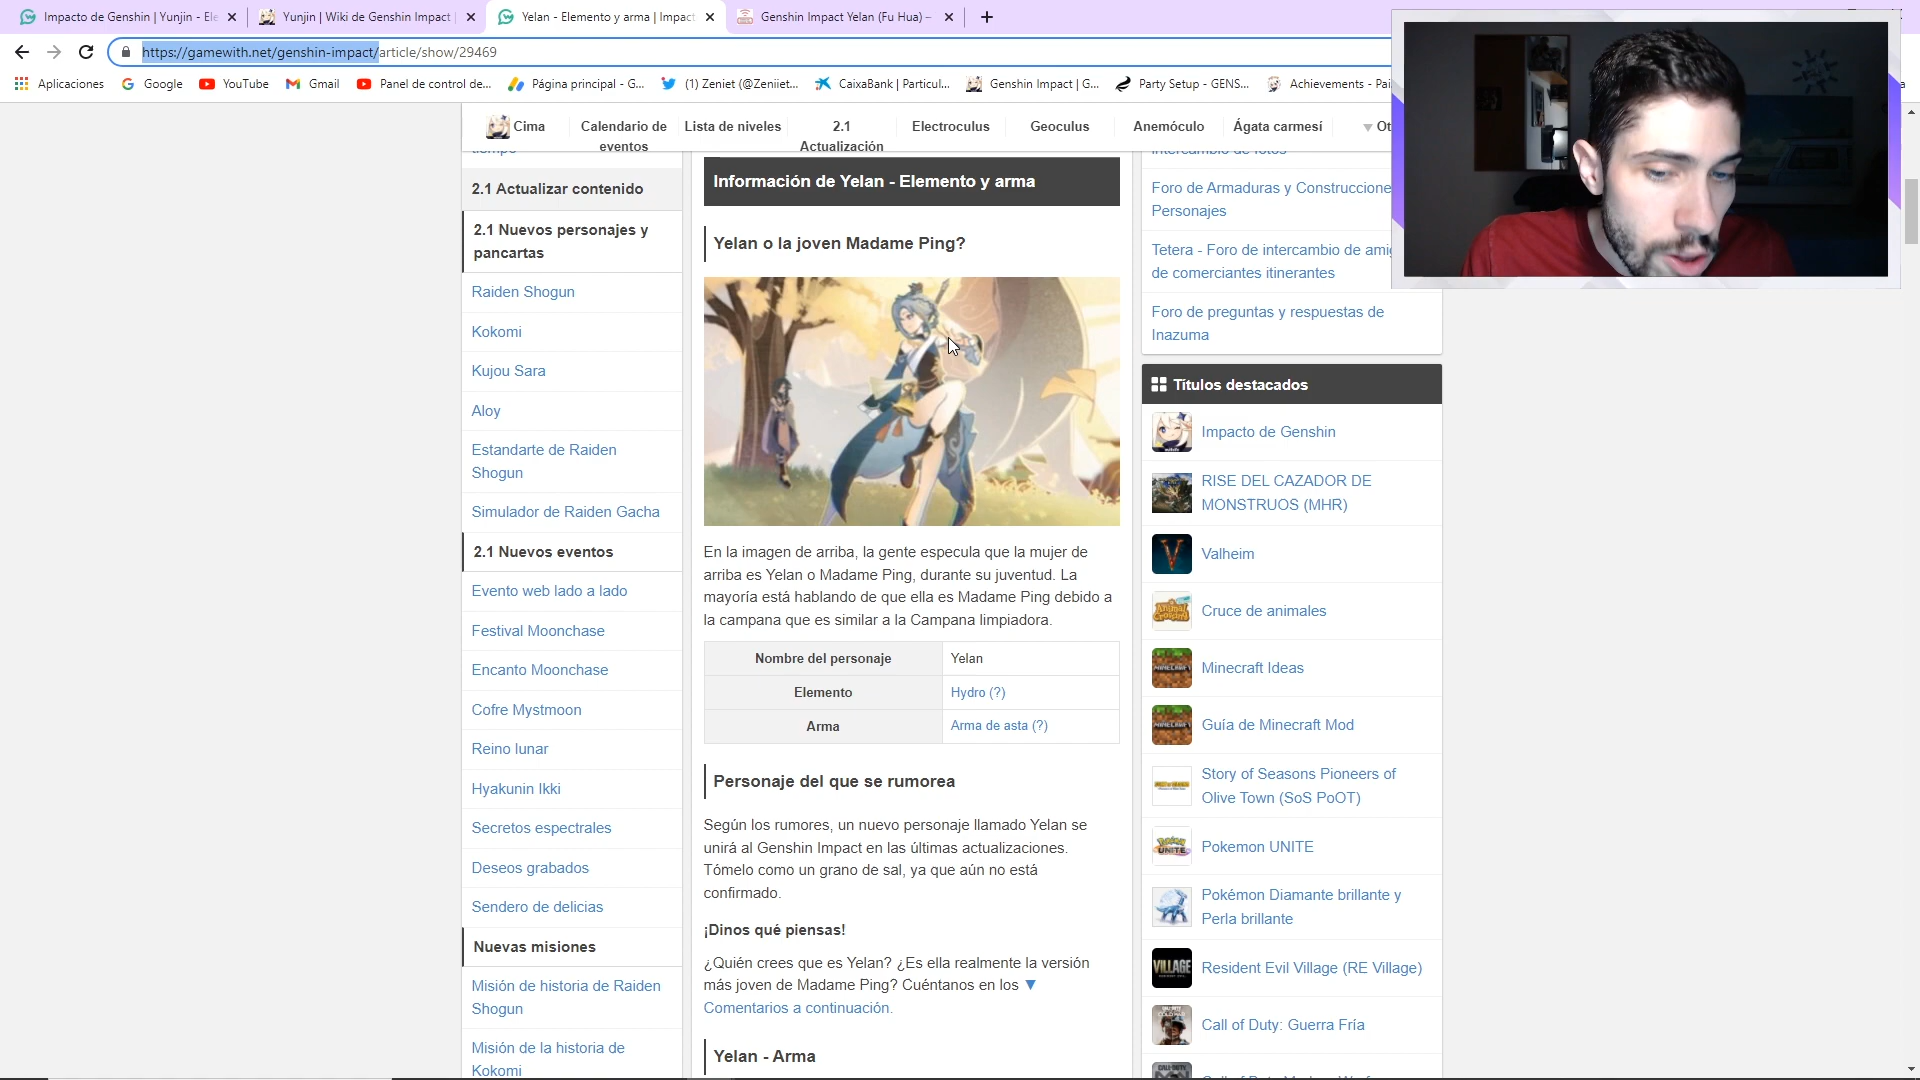 Impacto de Genshin | Yunjin - Ele
Yunjin | Wiki de Genshin Impact |
Yelan - Elemento y arma | Impact
Genshin Impact Yelan (Fu Hua) –
https://gamewith.net/genshin-impact/article/show/29469
Aplicaciones
Google
YouTube
Gmail
Panel de control de...
Página principal - G...
(1) Zeniet (@Zeniiet...
CaixaBank | Particul...
Genshin Impact | G...
Party Setup - GENS...
Achievements - Pai
Cima
Calendario de
eventos
Lista de niveles
2.1
Actualización
Electroculus
Geoculus
Anemóculo
Ágata carmesí
Ot
tiempo
2.1 Actualizar contenido
2.1 Nuevos personajes y
pancartas
Raiden Shogun
Kokomi
Kujou Sara
Aloy
Estandarte de Raiden
Shogun
Simulador de Raiden Gacha
2.1 Nuevos eventos
Evento web lado a lado
Festival Moonchase
Encanto Moonchase
Cofre Mystmoon
Reino lunar
Hyakunin Ikki
Secretos espectrales
Deseos grabados
Sendero de delicias
Nuevas misiones
Misión de historia de Raiden
Shogun
Misión de la historia de
Kokomi
Información de Yelan - Elemento y arma
Yelan o la joven Madame Ping?
En la imagen de arriba, la gente especula que la mujer de
arriba es Yelan o Madame Ping, durante su juventud. La
mayoría está hablando de que ella es Madame Ping debido a
la campana que es similar a la Campana limpiadora.
Nombre del personaje Yelan
Elemento Hydro (?)
Arma Arma de asta (?)
Personaje del que se rumorea
Según los rumores, un nuevo personaje llamado Yelan se
unirá al Genshin Impact en las últimas actualizaciones.
Tómelo como un grano de sal, ya que aún no está
confirmado.
¡Dinos qué piensas!
¿Quién crees que es Yelan? ¿Es ella realmente la versión
más joven de Madame Ping? Cuéntanos en los ▼
Comentarios a continuación.
Yelan - Arma
intercambio de fotos
Foro de Armaduras y Construccione
Personajes
Tetera - Foro de intercambio de ami
de comerciantes itinerantes
Foro de preguntas y respuestas de
Inazuma
Títulos destacados
Impacto de Genshin
RISE DEL CAZADOR DE
MONSTRUOS (MHR)
Valheim
Cruce de animales
Minecraft Ideas
Guía de Minecraft Mod
Story of Seasons Pioneers of
Olive Town (SoS PoOT)
Pokemon UNITE
Pokémon Diamante brillante y
Perla brillante
Resident Evil Village (RE Village)
Call of Duty: Guerra Fría